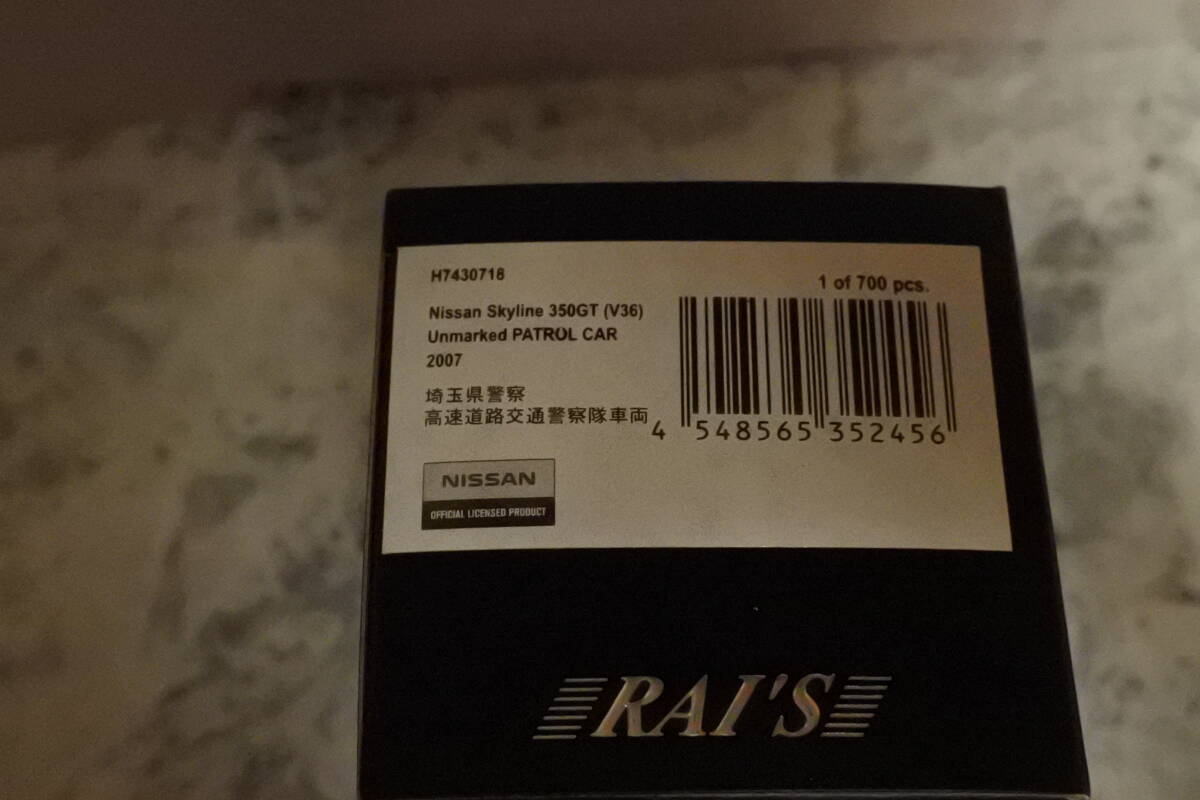 H7430718
1 of 700 pcs.
Nissan Skyline 350GT (V36)
Unmarked PATROL CAR
2007
埼玉県警察
高速道路交通警察隊車両
4 548565 352456
NISSAN
OFFICIAL LICENSED PRODUCT
RAI'S